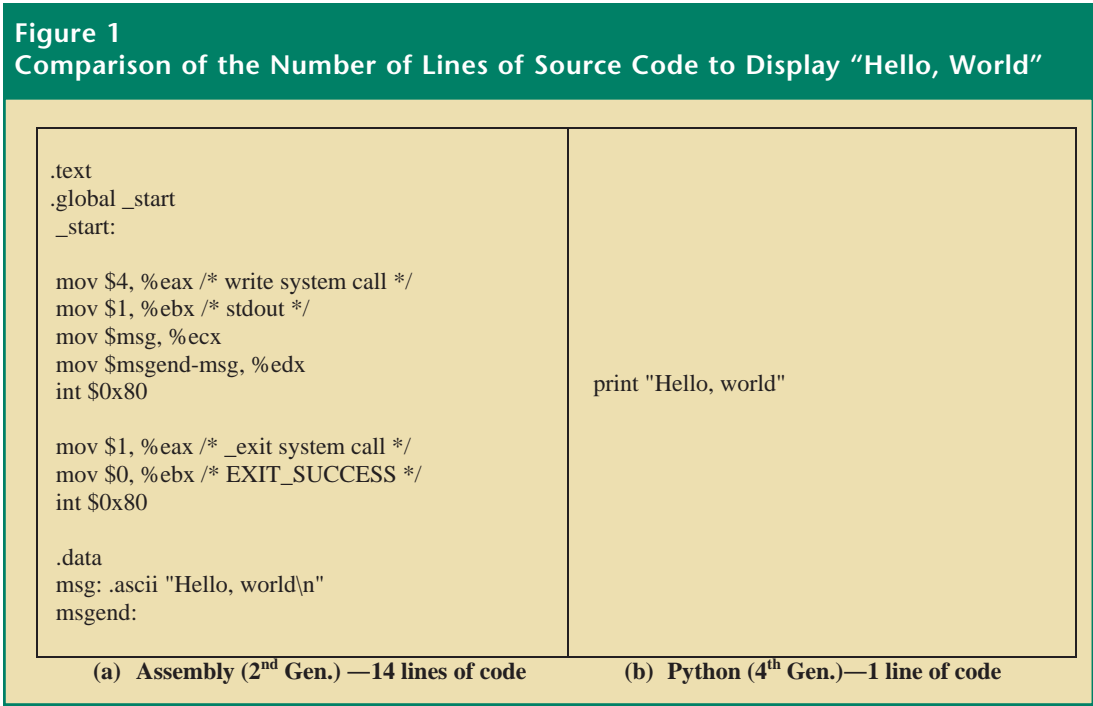 Figure 1
Comparison of the Number of Lines of Source Code to Display “Hello, World”
.text
.global _start
_start:
mov $4, %eax /* write system call */
mov $1, %ebx /* stdout */
mov $msg, %ecx
mov $msgend-msg, %edx
int $0x80
mov $1, %eax /* _exit system call */
mov $0, %ebx /* EXIT_SUCCESS */
int $0x80
.data
msg: .ascii "Hello, world\n"
msgend:
(a) Assembly (2nd Gen.) —14 lines of code
print "Hello, world"
(b) Python (4th Gen.)—1 line of code